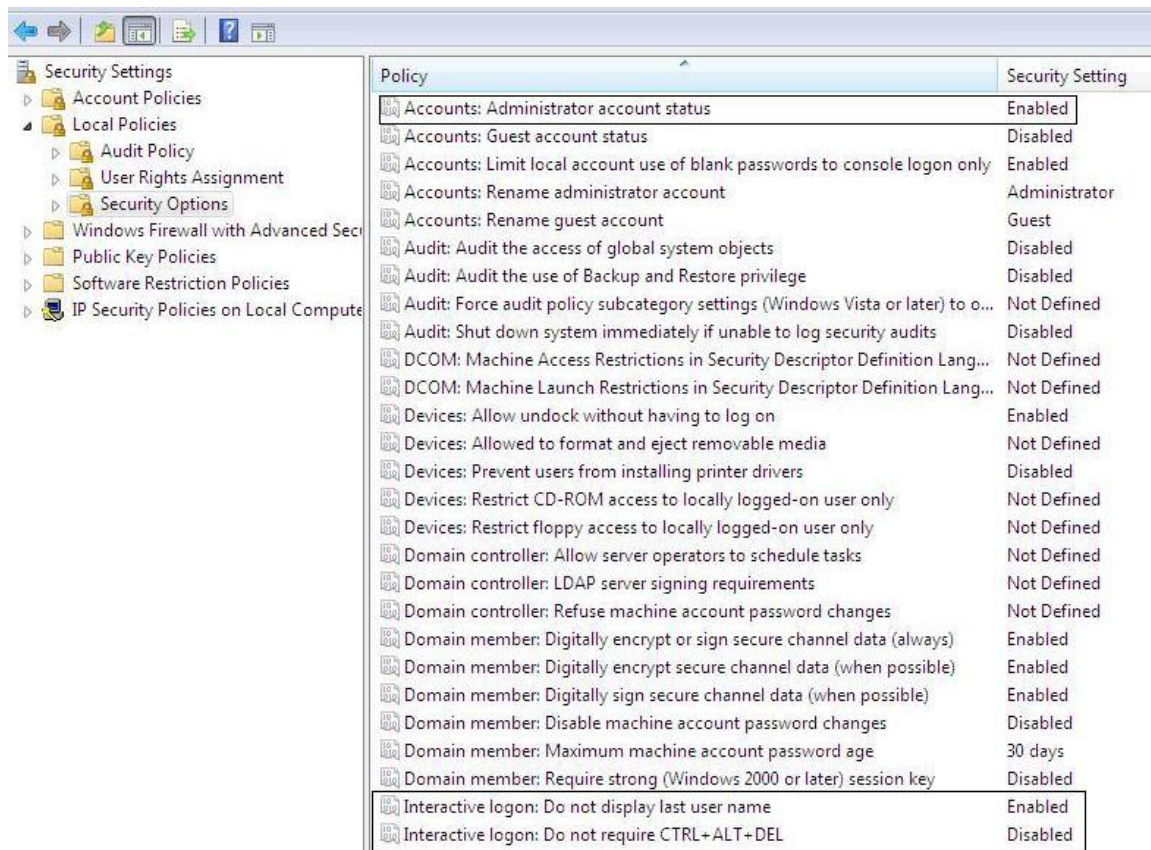 Security Settings
Account Policies
Local Policies
Audit Policy
User Rights Assignment
Security Options
Windows Firewall with Advanced Secu
Public Key Policies
Software Restriction Policies
IP Security Policies on Local Compute
Policy Security Setting
Accounts: Administrator account status Enabled
Accounts: Guest account status Disabled
Accounts: Limit local account use of blank passwords to console logon only Enabled
Accounts: Rename administrator account Administrator
Accounts: Rename guest account Guest
Audit: Audit the access of global system objects Disabled
Audit: Audit the use of Backup and Restore privilege Disabled
Audit: Force audit policy subcategory settings (Windows Vista or later) to o... Not Defined
Audit: Shut down system immediately if unable to log security audits Disabled
DCOM: Machine Access Restrictions in Security Descriptor Definition Lang... Not Defined
DCOM: Machine Launch Restrictions in Security Descriptor Definition Lang... Not Defined
Devices: Allow undock without having to log on Enabled
Devices: Allowed to format and eject removable media Not Defined
Devices: Prevent users from installing printer drivers Disabled
Devices: Restrict CD-ROM access to locally logged-on user only Not Defined
Devices: Restrict floppy access to locally logged-on user only Not Defined
Domain controller: Allow server operators to schedule tasks Not Defined
Domain controller: LDAP server signing requirements Not Defined
Domain controller: Refuse machine account password changes Not Defined
Domain member: Digitally encrypt or sign secure channel data (always) Enabled
Domain member: Digitally encrypt secure channel data (when possible) Enabled
Domain member: Digitally sign secure channel data (when possible) Enabled
Domain member: Disable machine account password changes Disabled
Domain member: Maximum machine account password age 30 days
Domain member: Require strong (Windows 2000 or later) session key Disabled
Interactive logon: Do not display last user name Enabled
Interactive logon: Do not require CTRL+ALT+DEL Disabled